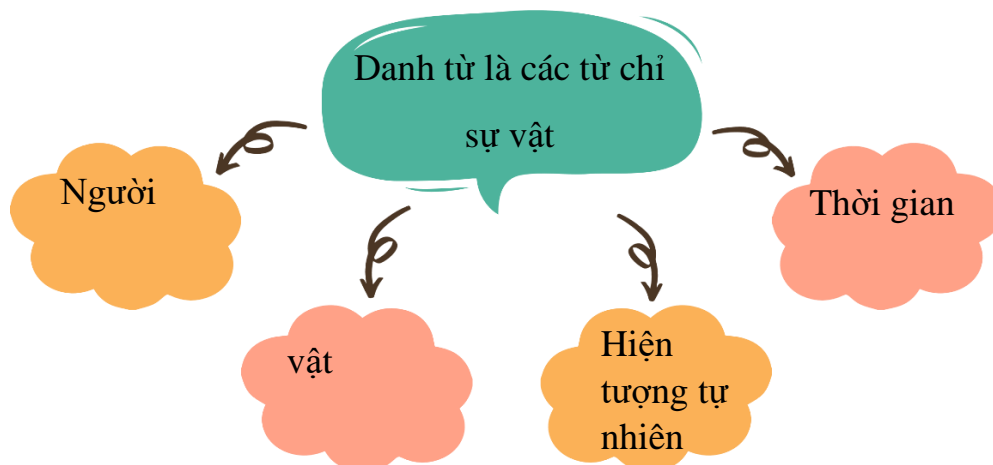 Danh từ là các từ chỉ
sự vật
Người
Thời gian
vật
Hiện
tượng tự
nhiên